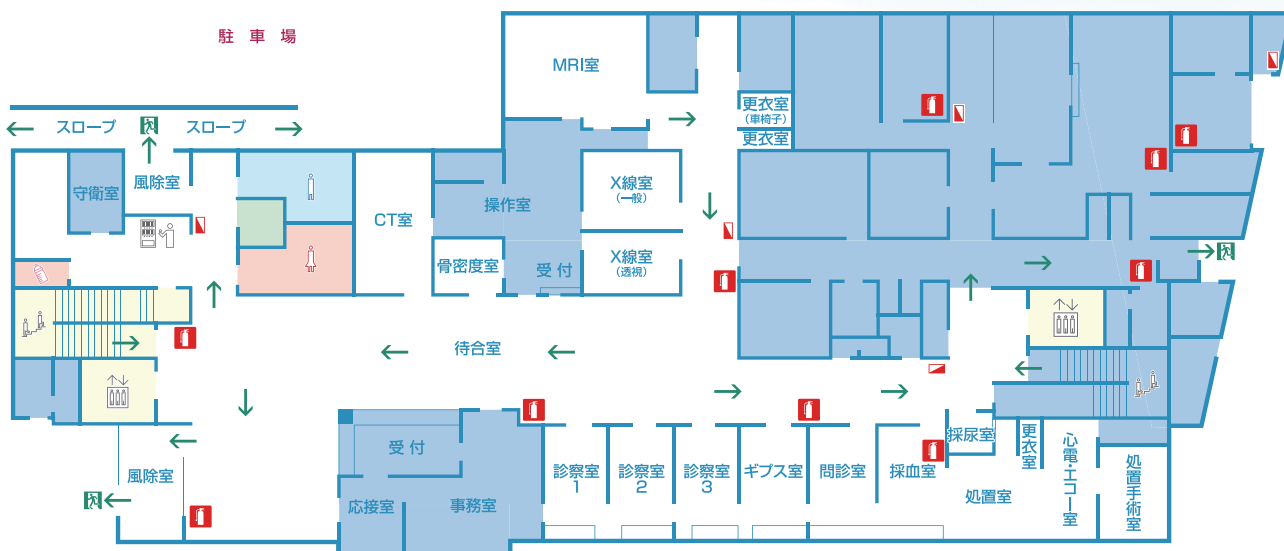 駐車場
MRI室
更衣室
(車椅子)
更衣室
スロープ
スロープ
守衛室
風除室
CT室
操作室
X線室
(一般)
骨密度室
受付
X線室
(透視)
待合室
受付
風除室
応接室
事務室
診察室
1
診察室
2
診察室
3
ギプス室
問診室
採血室
採尿室
処置室
更衣室
心電・エコー室
処置手術室